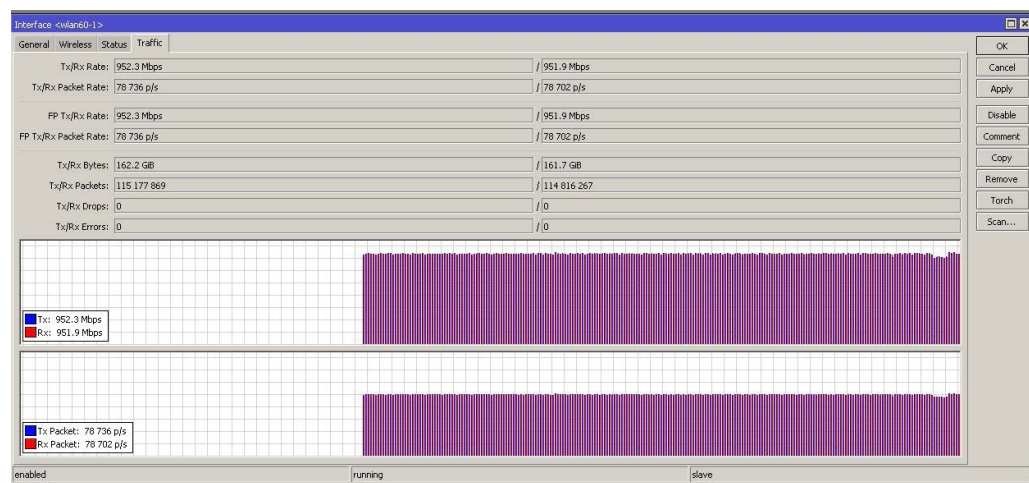 Interface <wlan60-1>
General Wireless Status Traffic
OK
Tx/Rx Rate: 952.3 Mbps / 951.9 Mbps
Cancel
Tx/Rx Packet Rate: 78 736 p/s / 78 702 p/s
Apply
FP Tx/Rx Rate: 952.3 Mbps / 951.9 Mbps
Disable
FP Tx/Rx Packet Rate: 78 736 p/s / 78 702 p/s
Comment
Tx/Rx Bytes: 162.2 GiB / 161.7 GiB
Copy
Tx/Rx Packets: 115 177 869 / 114 816 267
Remove
Tx/Rx Drops: 0 / 0
Torch
Tx/Rx Errors: 0 / 0
Scan...
Tx: 952.3 Mbps
Rx: 951.9 Mbps
Tx Packet: 78 736 p/s
Rx Packet: 78 702 p/s
enabled running slave